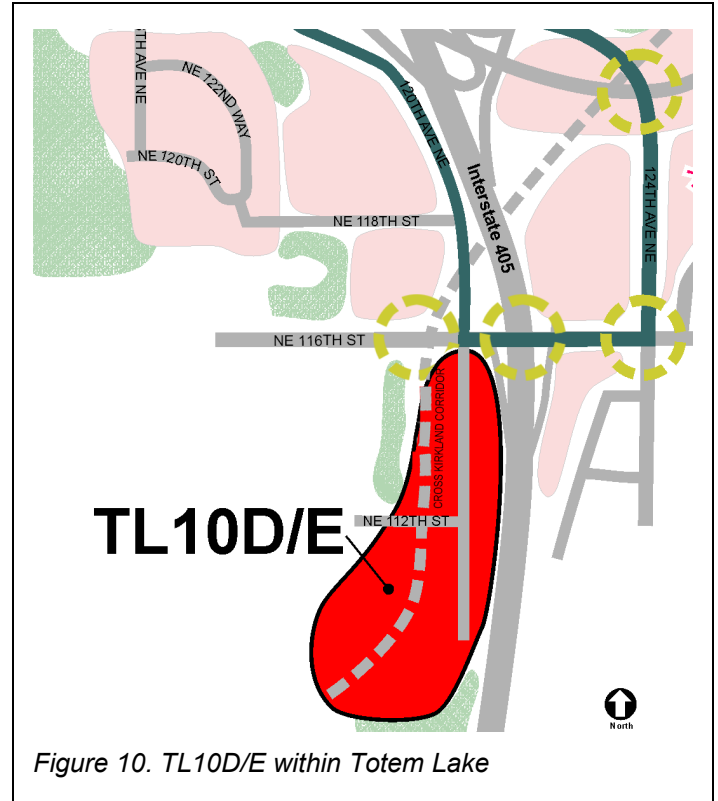 5TH AVE NE
NE 122ND WAY
NE 120TH ST
120TH AVE NE
Interstate 405
124TH AVE NE
NE 118TH ST
NE 116TH ST
CROSS KIRKLAND CORRIDOR
NE 112TH ST
TL10D/E
North
Figure 10. TL10D/E within Totem Lake